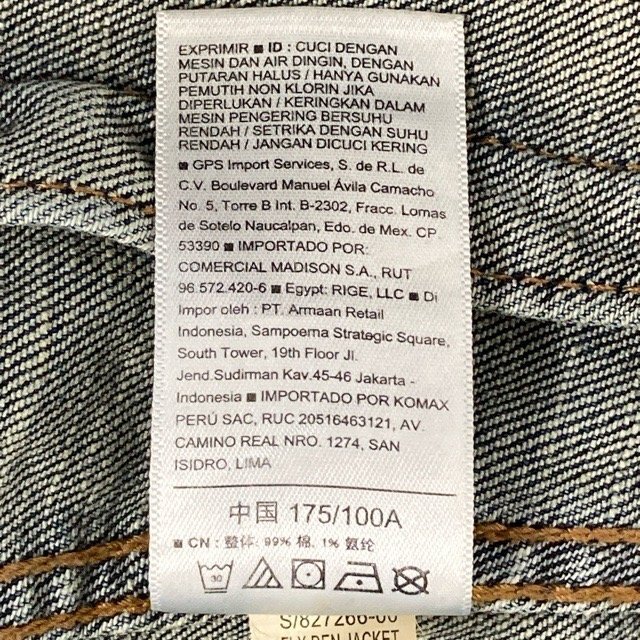 EXPRIMIR ■ ID : CUCI DENGAN
MESIN DAN AIR DINGIN, DENGAN
PUTARAN HALUS / HANYA GUNAKAN
PEMUTIH NON KLORIN JIKA
DIPERLUKAN / KERINGKAN DALAM
MESIN PENGERING BERSUHU
RENDAH / SETRIKA DENGAN SUHU
RENDAH / JANGAN DICUCI KERING
■ GPS Import Services, S. de R.L. de
C.V. Boulevard Manuel Ávila Camacho
No. 5, Torre B Int. B-2302, Fracc. Lomas
de Sotelo Naucalpan, Edo. de Mex. CP
53390 ■ IMPORTADO POR:
COMERCIAL MADISON S.A., RUT
96.572.420-6 ■ Egypt: RIGE, LLC ■ Di
Impor oleh : PT. Armaan Retail
Indonesia, Sampoerna Strategic Square,
South Tower, 19th Floor Jl.
Jend.Sudirman Kav.45-46 Jakarta -
Indonesia ■ IMPORTADO POR KOMAX
PERÚ SAC, RUC 20516463121, AV.
CAMINO REAL NRO. 1274, SAN
ISIDRO, LIMA
中国 175/100A
■ CN : 整体: 99% 棉, 1% 氨纶
30
S/827266-00
JACKET